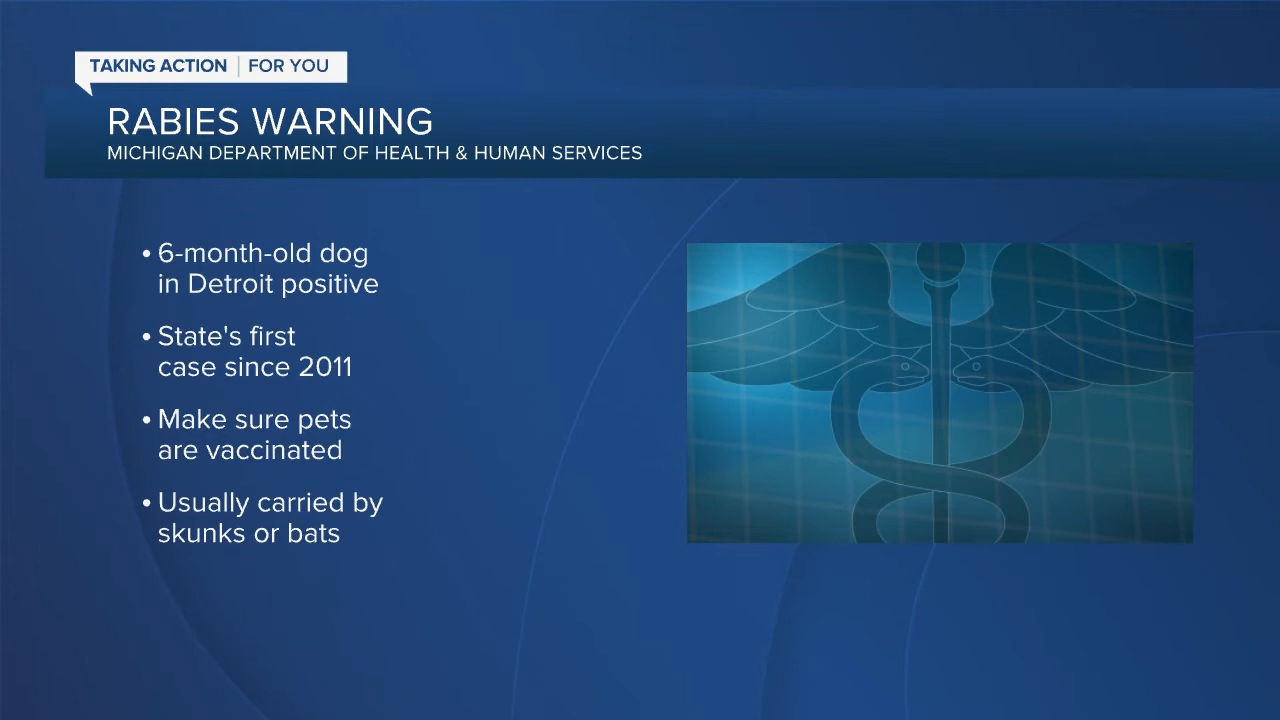 TAKING ACTION | FOR YOU
RABIES WARNING
MICHIGAN DEPARTMENT OF HEALTH & HUMAN SERVICES
• 6-month-old dog
in Detroit positive
• State's first
case since 2011
• Make sure pets
are vaccinated
• Usually carried by
skunks or bats